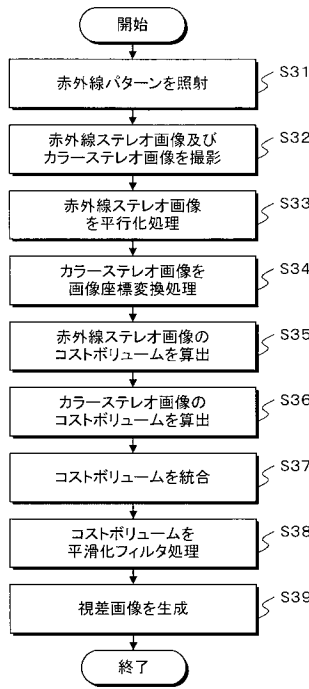 開始
赤外線パターンを照射
S31
赤外線ステレオ画像及び
カラーステレオ画像を撮影
S32
赤外線ステレオ画像
を平行化処理
S33
カラーステレオ画像を
画像座標変換処理
S34
赤外線ステレオ画像の
コストボリュームを算出
S35
カラーステレオ画像の
コストボリュームを算出
S36
コストボリュームを統合
S37
コストボリュームを
平滑化フィルタ処理
S38
視差画像を生成
S39
終了